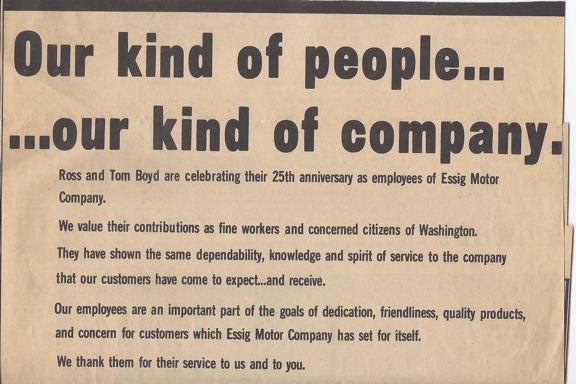 Our kind of people...
...our kind of company.
Ross and Tom Boyd are celebrating their 25th anniversary as employees of Essig Motor
Company.
We value their contributions as fine workers and concerned citizens of Washington.
They have shown the same dependability, knowledge and spirit of service to the company
that our customers have come to expect...and receive.
Our employees are an important part of the goals of dedication, friendliness, quality products,
and concern for customers which Essig Motor Company has set for itself.
We thank them for their service to us and to you.